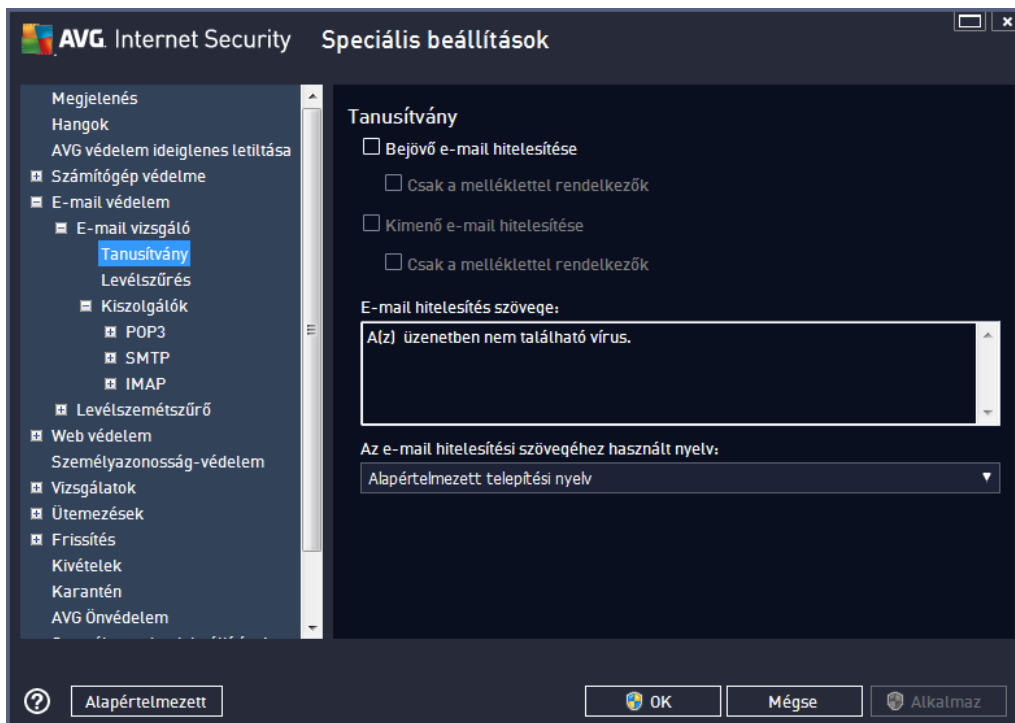 AVG. Internet Security Speciális beállítások
Megjelenés
Hangok
AVG védelem ideiglenes letiltása
Számítógép védelme
E-mail védelem
E-mail vizsgáló
Tanusítvány
Levélszűrés
Kiszolgálók
POP3
SMTP
IMAP
Levélszemétszűrő
Web védelem
Személyazonosság-védelem
Vizsgálatok
Ütemezések
Frissítés
Kivételek
Karantén
AVG Önvédelem
Tanusítvány
Bejövő e-mail hitelesítése
Csak a melléklettel rendelkezők
Kimenő e-mail hitelesítése
Csak a melléklettel rendelkezők
E-mail hitelesítés szövege:
A(z) üzenetben nem található vírus.
Az e-mail hitelesítési szövegéhez használt nyelv:
Alapértelmezett telepítési nyelv
Alapértelmezett
OK
Mégse
Alkalmaz